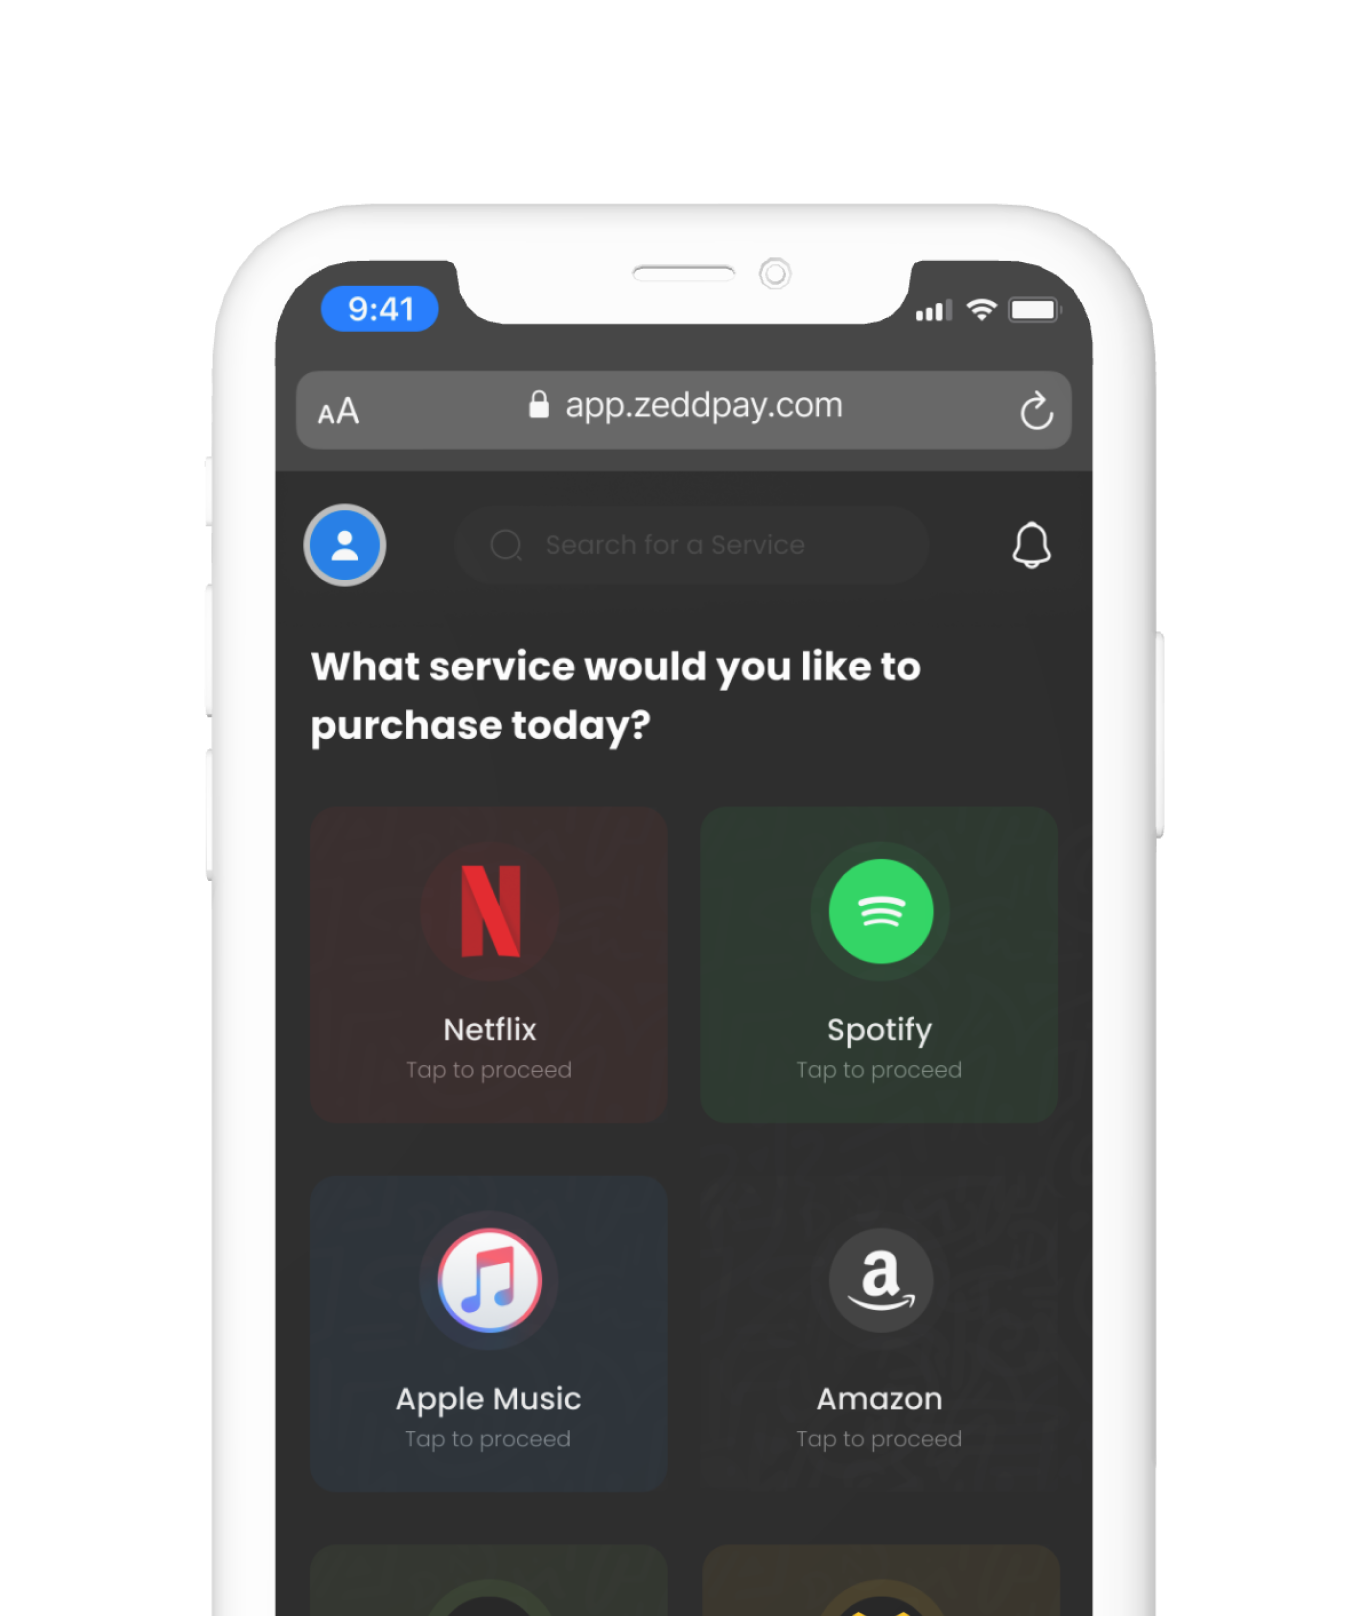 9:41
AA app.zeddpay.com
Search for a Service
What service would you like to
purchase today?
Netflix
Tap to proceed
Spotify
Tap to proceed
Apple Music
Tap to proceed
a
Amazon
Tap to proceed